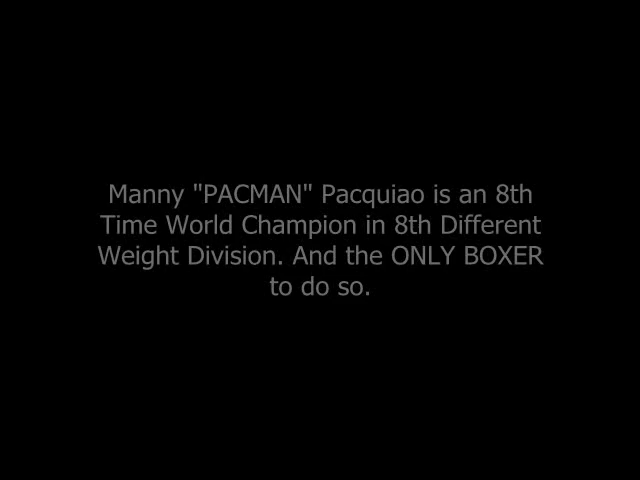 Manny "PACMAN" Pacquiao is an 8th
Time World Champion in 8th Different
Weight Division. And the ONLY BOXER
to do so.